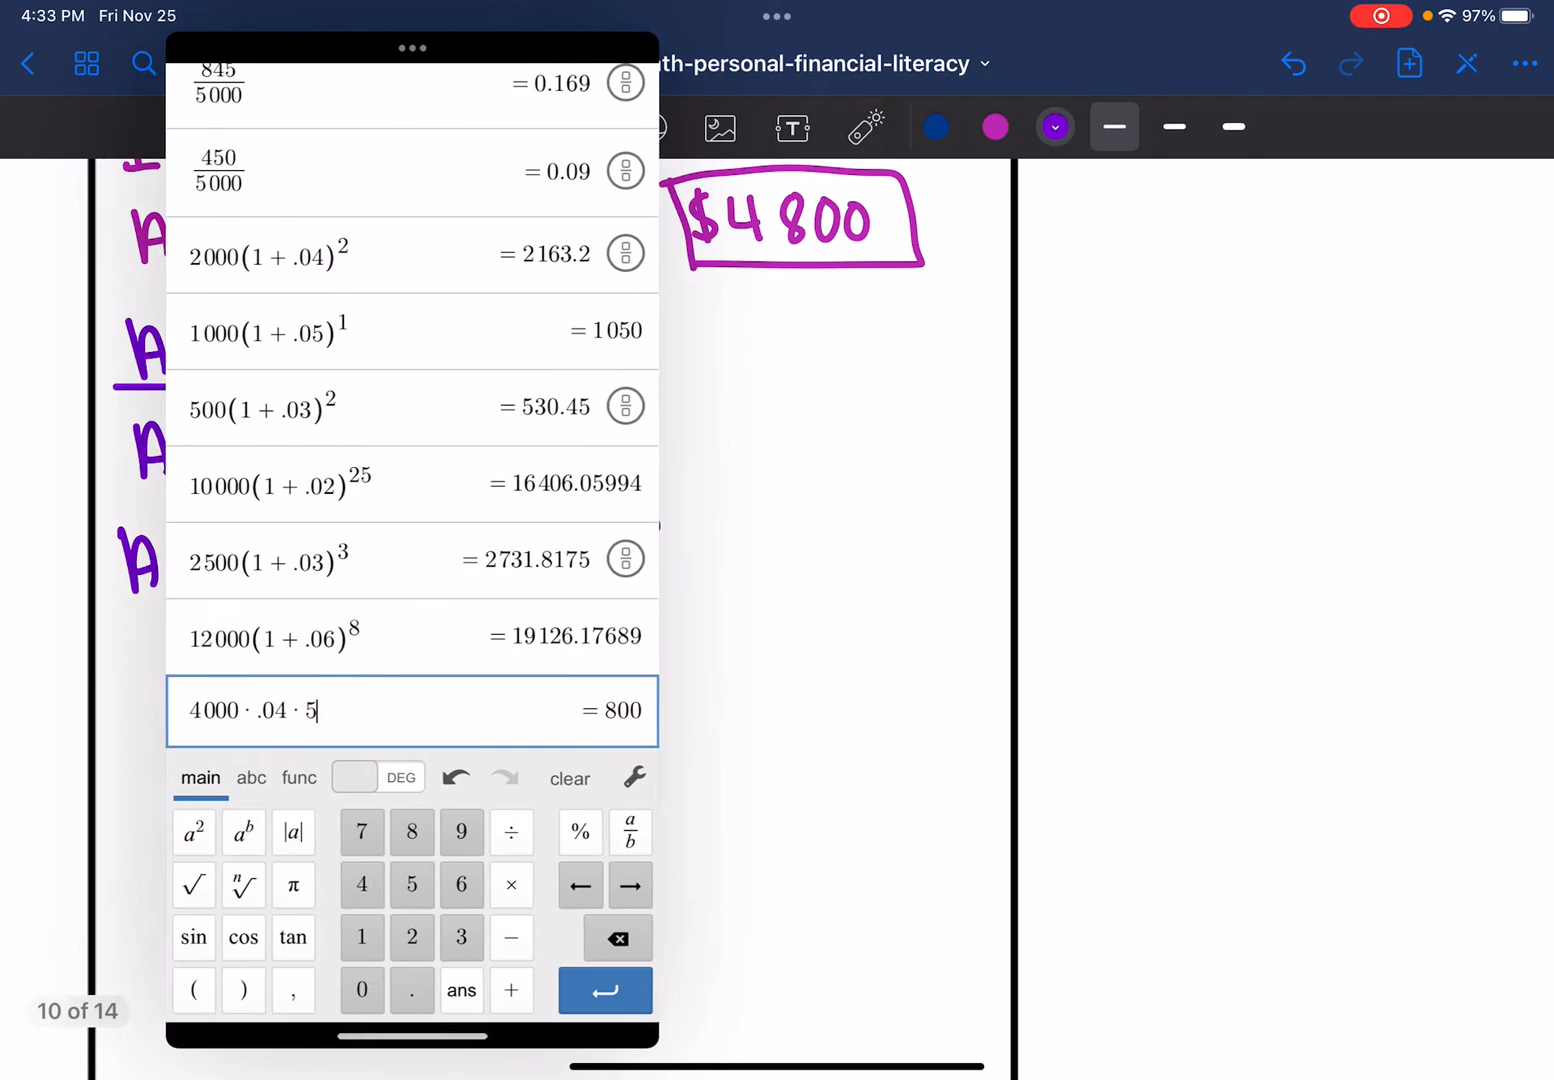 4:33 PM Fri Nov 25
97%
th-personal-financial-literacy
845/5000 = 0.169
450/5000 = 0.09
2000(1 + .04)^2 = 2163.2
1000(1 + .05)^1 = 1050
500(1 + .03)^2 = 530.45
10000(1 + .02)^25 = 16406.05994
2500(1 + .03)^3 = 2731.8175
12000(1 + .06)^8 = 19126.17689
4000 · .04 · 5 = 800
$4800
A
A
A
A
main abc func DEG clear
a^2 a^b |a| 7 8 9 ÷ % a/b
√ n√ π 4 5 6 × ← →
sin cos tan 1 2 3 −
( ) , 0 . ans +
10 of 14
T